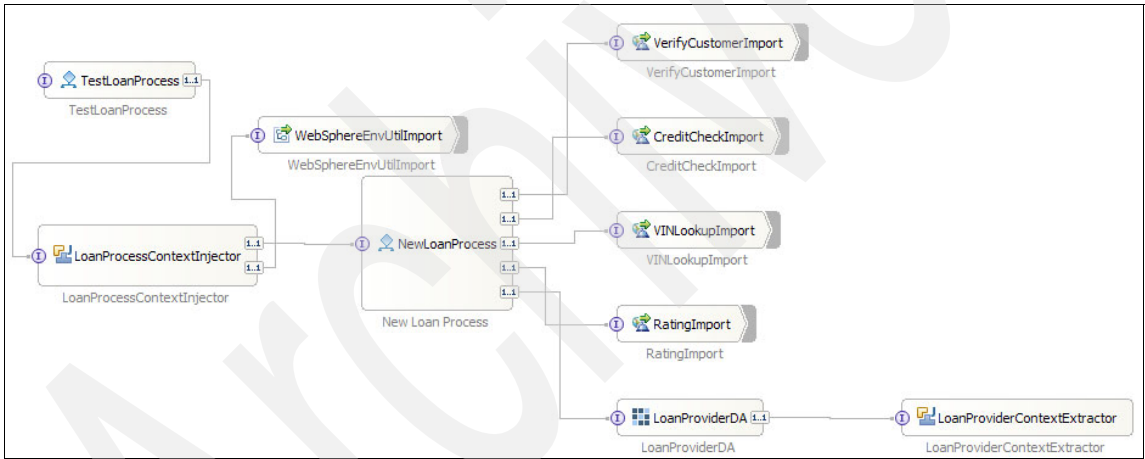 VerifyCustomerImport
VerifyCustomerImport
I TestLoanProcess 1..1
TestLoanProcess
I WebSphereEnvUtilImport
WebSphereEnvUtilImport
I CreditCheckImport
CreditCheckImport
I LoanProcessContextInjector 1..1
1..1
LoanProcessContextInjector
I NewLoanProcess 1..1
1..1
1..1
1..1
1..1
New Loan Process
I VINLookupImport
VINLookupImport
I RatingImport
RatingImport
I LoanProviderDA 1..1
LoanProviderDA
I LoanProviderContextExtractor
LoanProviderContextExtractor
Archive